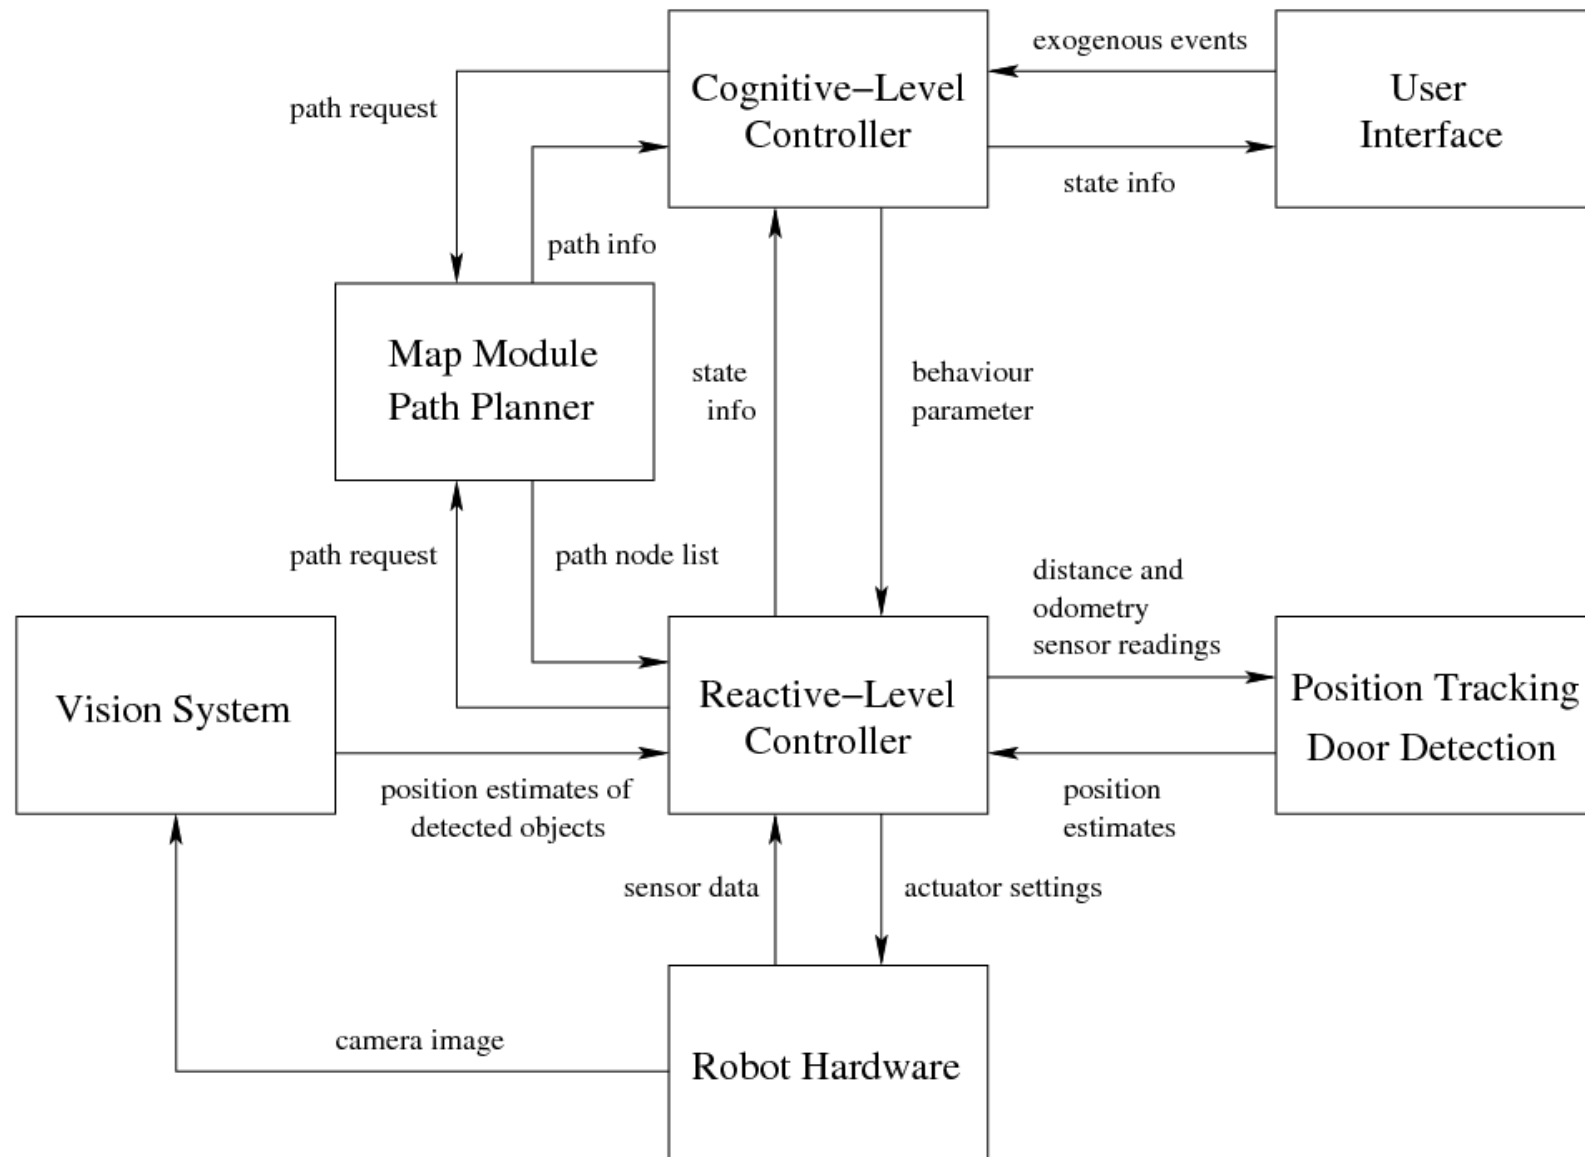 exogenous events
Cognitive−Level
Controller
User
Interface
path request
state info
path info
Map Module
Path Planner
state
info
behaviour
parameter
path request
path node list
distance and
odometry
sensor readings
Vision System
Reactive−Level
Controller
Position Tracking
Door Detection
position estimates of
detected objects
position
estimates
sensor data
actuator settings
camera image
Robot Hardware